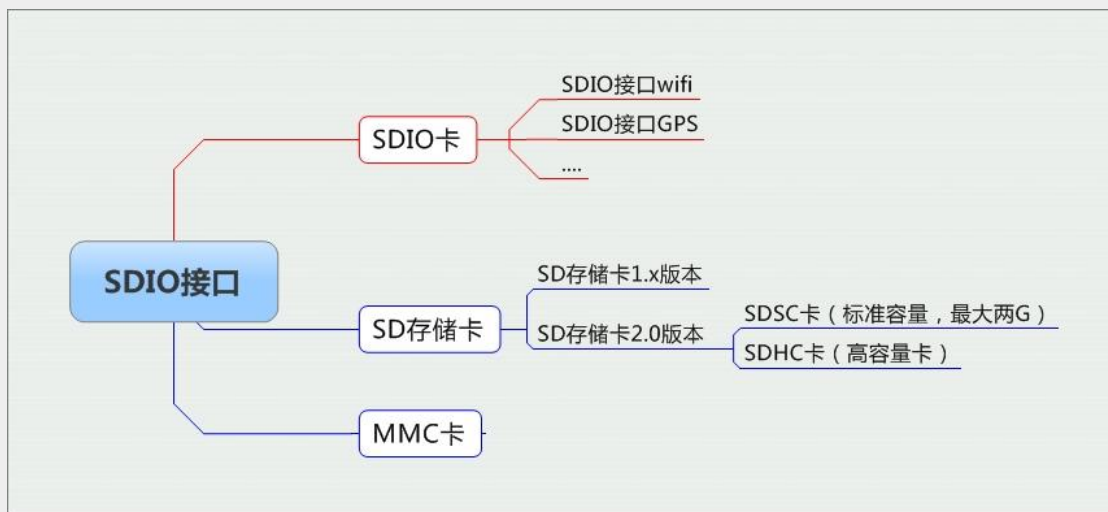 SDIO接口
SDIO卡
SDIO接口wifi
SDIO接口GPS
....
SD存储卡
SD存储卡1.x版本
SD存储卡2.0版本
SDSC卡（标准容量，最大两G）
SDHC卡（高容量卡）
MMC卡